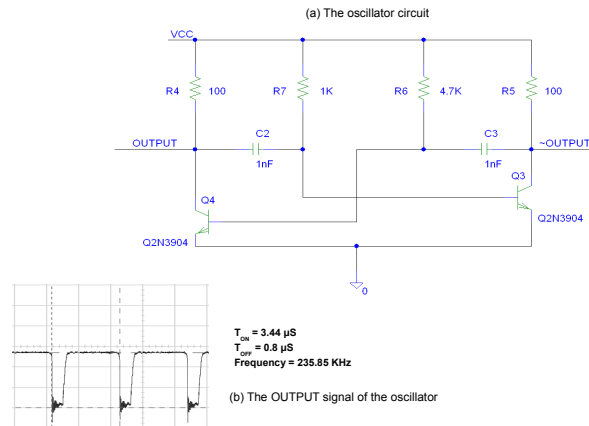 (a) The oscillator circuit
VCC
R4 100 R7 1K R6 4.7K R5 100
C2 C3
OUTPUT ~OUTPUT
1nF 1nF
Q3
Q4
Q2N3904
Q2N3904
0
T_ON = 3.44 µS
T_OFF = 0.8 µS
Frequency = 235.85 KHz
(b) The OUTPUT signal of the oscillator